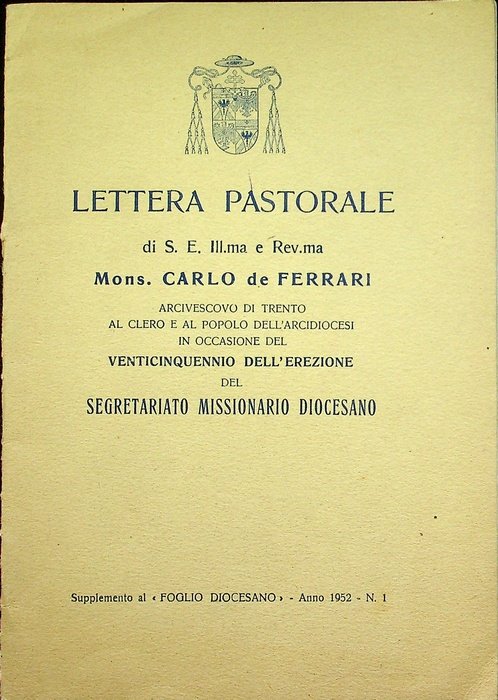 LETTERA PASTORALE
di S. E. Ill.ma e Rev.ma
Mons. CARLO de FERRARI
ARCIVESCOVO DI TRENTO
AL CLERO E AL POPOLO DELL'ARCIDIOCESI
IN OCCASIONE DEL
VENTICINQUENNIO DELL'EREZIONE
DEL
SEGRETARIATO MISSIONARIO DIOCESANO
Supplemento al « FOGLIO DIOCESANO » - Anno 1952 - N. 1